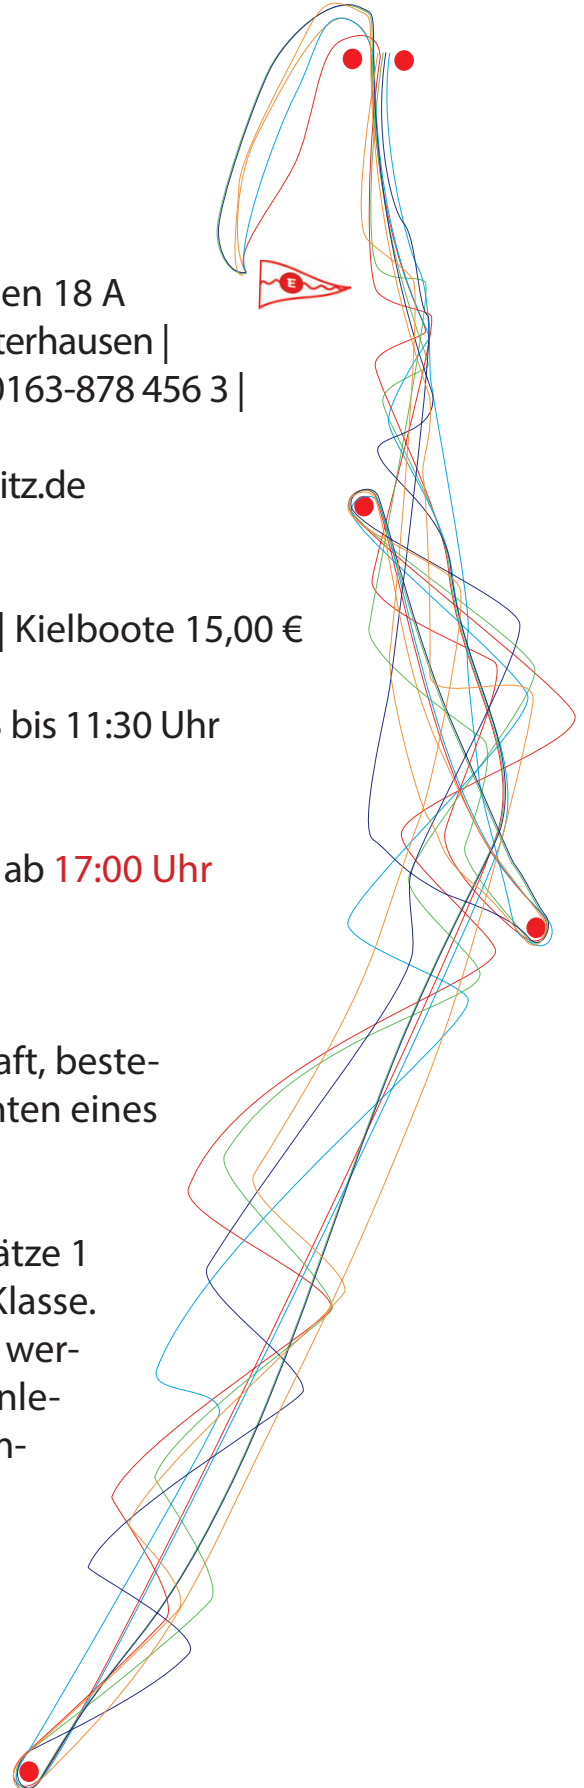 en 18 A
terhausen |
0163-878 456 3 |
itz.de
| Kielboote 15,00 €
bis 11:30 Uhr
ab 17:00 Uhr
aft, beste-
nten eines
ätze 1
Klasse.
wer-
nle-
n-
E